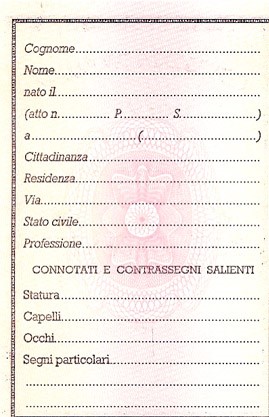 Cognome
Nome
nato il
(atto n. P. S. )
a ( )
Cittadinanza
Residenza
Via
Stato civile
Professione
CONNOTATI E CONTRASSEGNI SALIENTI
Statura
Capelli
Occhi
Segni particolari